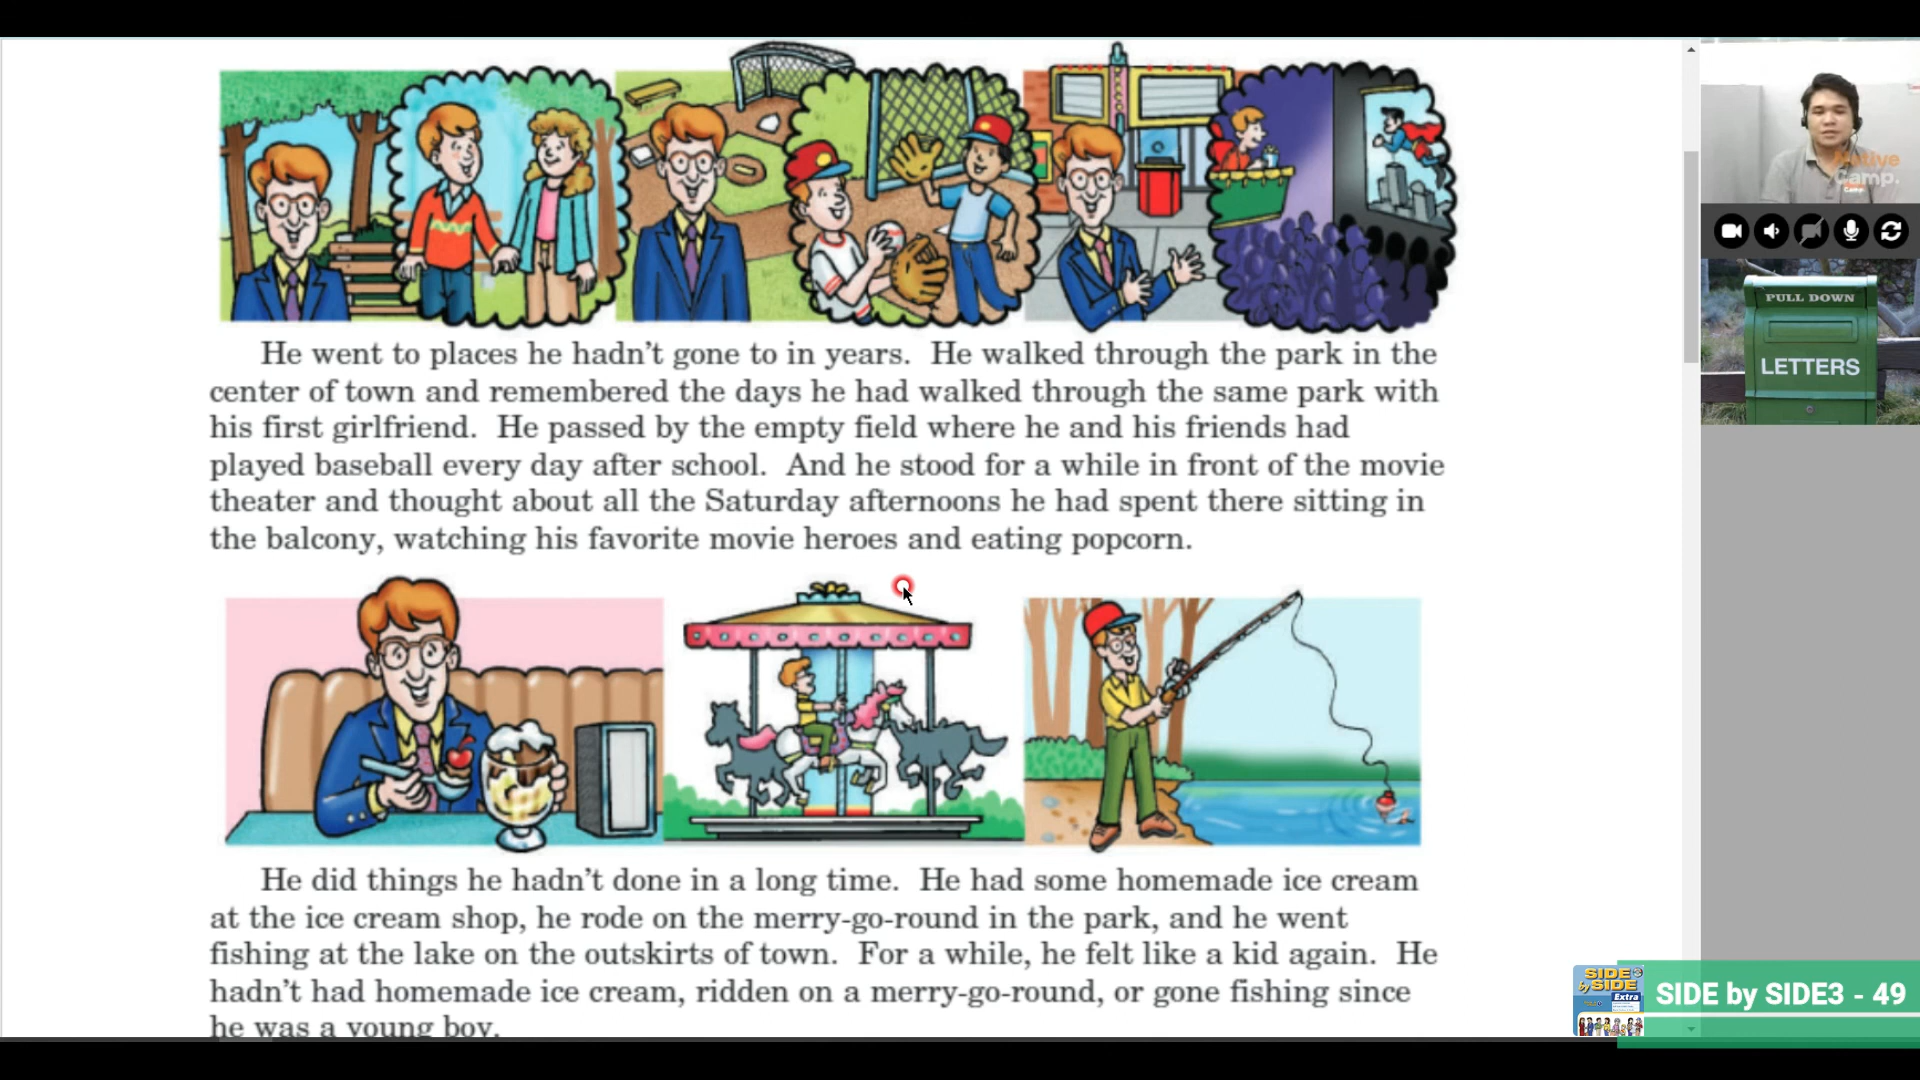 He went to places he hadn't gone to in years. He walked through the park in the
center of town and remembered the days he had walked through the same park with
his first girlfriend. He passed by the empty field where he and his friends had
played baseball every day after school. And he stood for a while in front of the movie
theater and thought about all the Saturday afternoons he had spent there sitting in
the balcony, watching his favorite movie heroes and eating popcorn.
He did things he hadn't done in a long time. He had some homemade ice cream
at the ice cream shop, he rode on the merry-go-round in the park, and he went
fishing at the lake on the outskirts of town. For a while, he felt like a kid again. He
hadn't had homemade ice cream, ridden on a merry-go-round, or gone fishing since
he was a young boy.
Native
Camp.
PULL DOWN
LETTERS
SIDE
by SIDE
Extra
SIDE by SIDE3 - 49